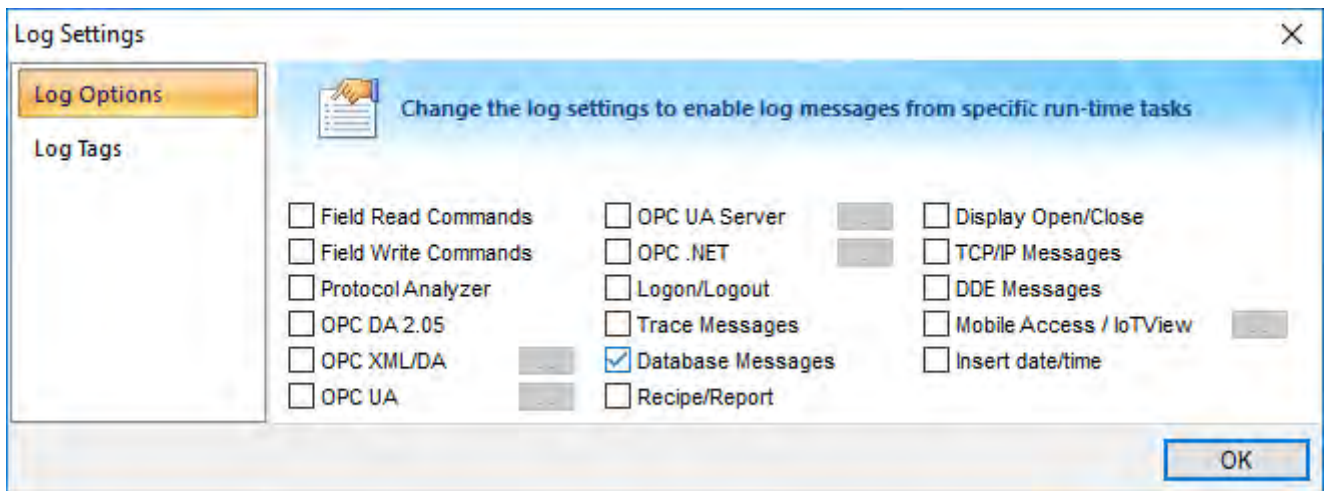 Log Settings
Log Options
Log Tags
Change the log settings to enable log messages from specific run-time tasks
Field Read Commands
Field Write Commands
Protocol Analyzer
OPC DA 2.05
OPC XML/DA
...
OPC UA
...
OPC UA Server
...
OPC .NET
...
Logon/Logout
Trace Messages
Database Messages
Recipe/Report
Display Open/Close
TCP/IP Messages
DDE Messages
Mobile Access / IoTView
...
Insert date/time
OK